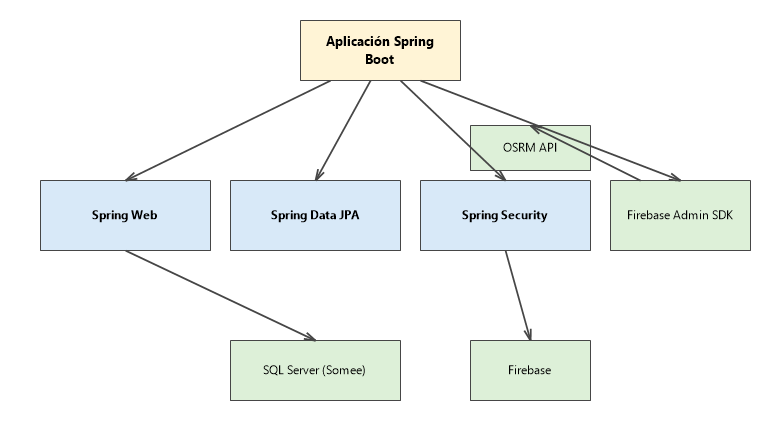 Aplicación Spring
Boot
OSRM API
Spring Web
Spring Data JPA
Spring Security
Firebase Admin SDK
SQL Server (Somee)
Firebase